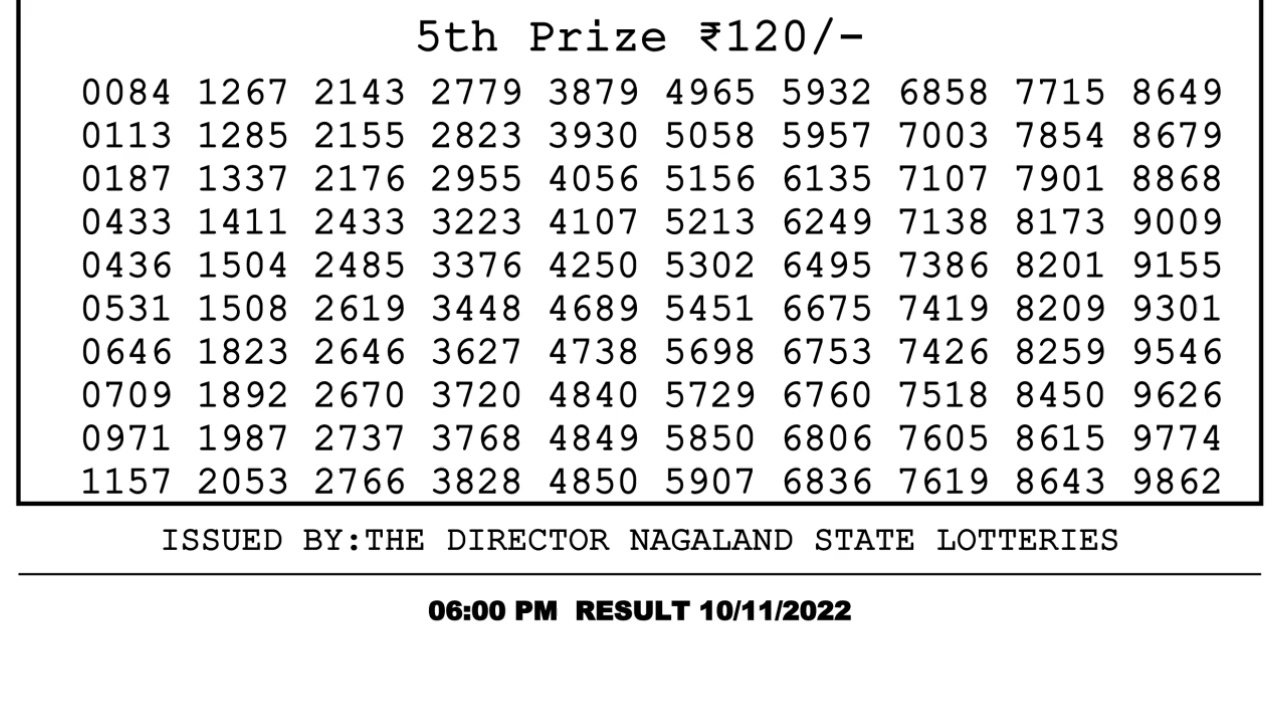 5th Prize ₹120/-
0084 1267 2143 2779 3879 4965 5932 6858 7715 8649
0113 1285 2155 2823 3930 5058 5957 7003 7854 8679
0187 1337 2176 2955 4056 5156 6135 7107 7901 8868
0433 1411 2433 3223 4107 5213 6249 7138 8173 9009
0436 1504 2485 3376 4250 5302 6495 7386 8201 9155
0531 1508 2619 3448 4689 5451 6675 7419 8209 9301
0646 1823 2646 3627 4738 5698 6753 7426 8259 9546
0709 1892 2670 3720 4840 5729 6760 7518 8450 9626
0971 1987 2737 3768 4849 5850 6806 7605 8615 9774
1157 2053 2766 3828 4850 5907 6836 7619 8643 9862
ISSUED BY:THE DIRECTOR NAGALAND STATE LOTTERIES
06:00 PM RESULT 10/11/2022